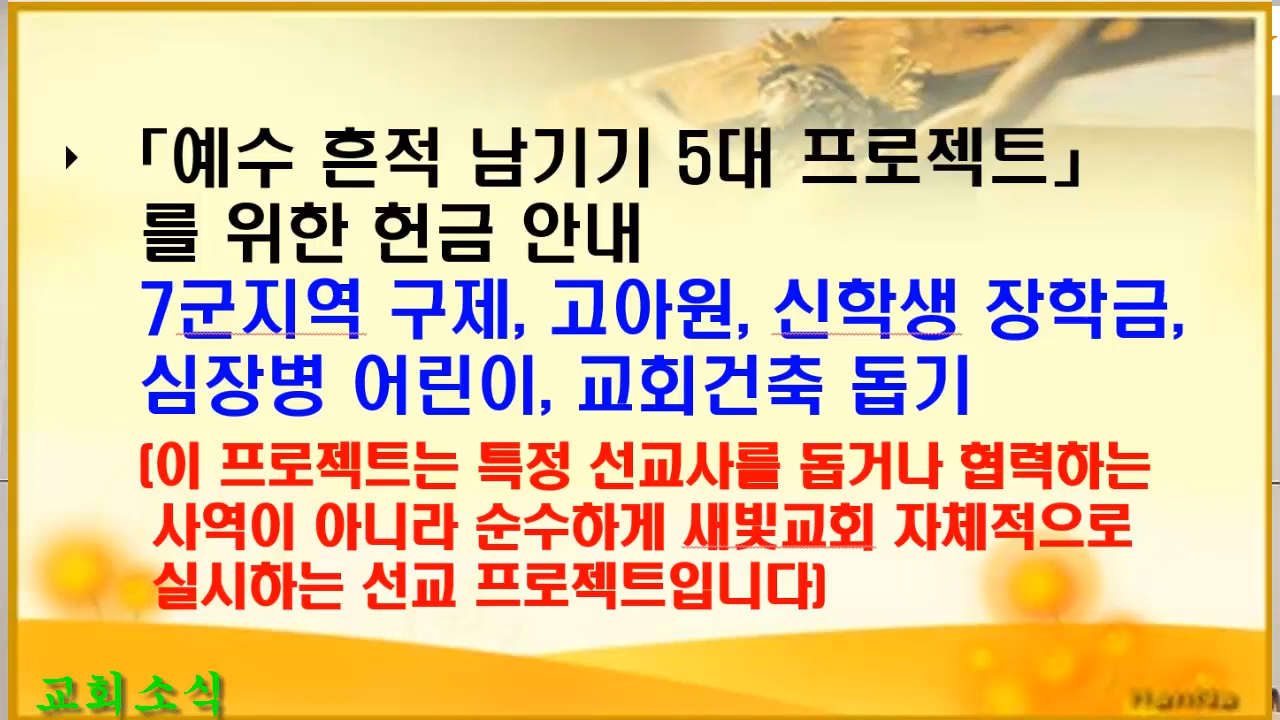 「예수 흔적 남기기 5대 프로젝트」
를 위한 헌금 안내
7군지역 구제, 고아원, 신학생 장학금,
심장병 어린이, 교회건축 돕기
(이 프로젝트는 특정 선교사를 돕거나 협력하는
사역이 아니라 순수하게 새빛교회 자체적으로
실시하는 선교 프로젝트입니다)
교회소식